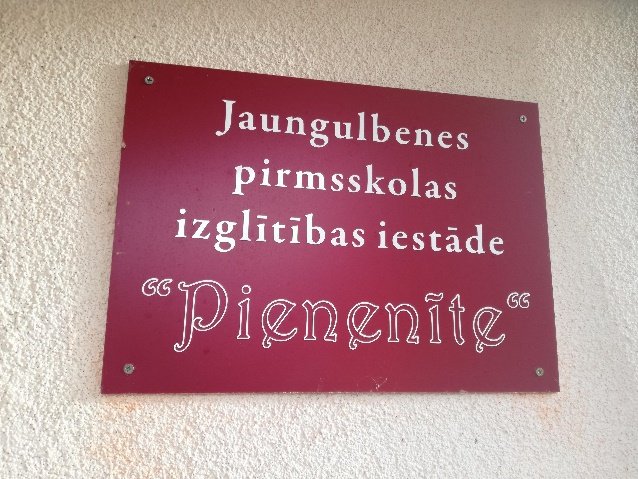 Jaungulbenes
pirmsskolas
izglītības iestāde
“Pienenīte“